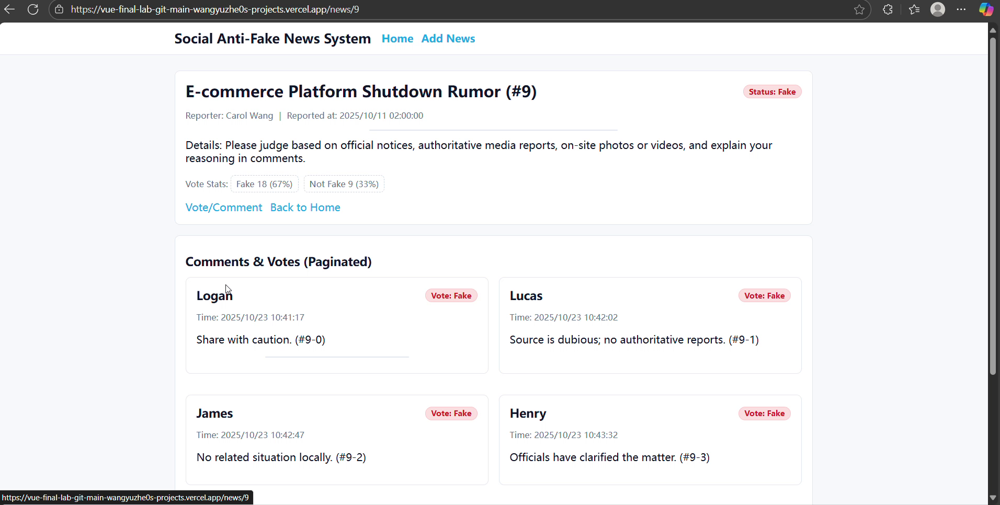 https://vue-final-lab-git-main-wangyuzhe0s-projects.vercel.app/news/9
Social Anti-Fake News System Home Add News
E-commerce Platform Shutdown Rumor (#9) Status: Fake
Reporter: Carol Wang | Reported at: 2025/10/11 02:00:00
Details: Please judge based on official notices, authoritative media reports, on-site photos or videos, and explain your
reasoning in comments.
Vote Stats: Fake 18 (67%) Not Fake 9 (33%)
Vote/Comment Back to Home
Comments & Votes (Paginated)
Logan Vote: Fake
Time: 2025/10/23 10:41:17
Share with caution. (#9-0)
Lucas Vote: Fake
Time: 2025/10/23 10:42:02
Source is dubious; no authoritative reports. (#9-1)
James Vote: Fake
Time: 2025/10/23 10:42:47
No related situation locally. (#9-2)
Henry Vote: Fake
Time: 2025/10/23 10:43:32
Officials have clarified the matter. (#9-3)
https://vue-final-lab-git-main-wangyuzhe0s-projects.vercel.app/news/9